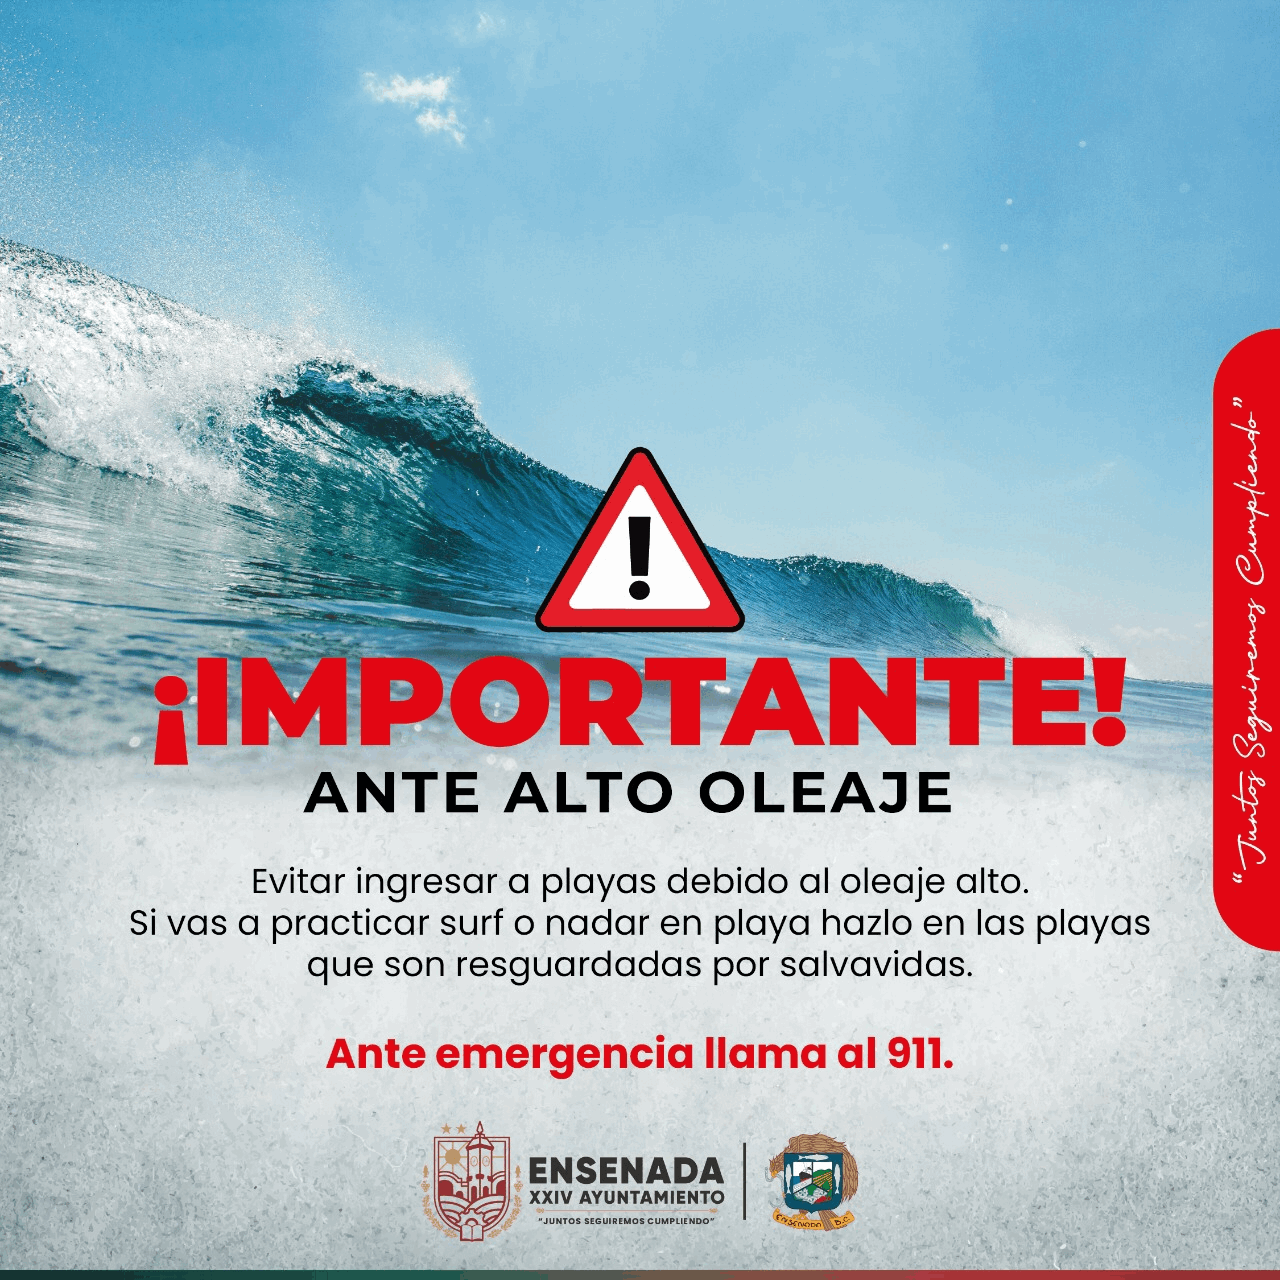 ¡IMPORTANTE!
ANTE ALTO OLEAJE
Evitar ingresar a playas debido al oleaje alto.
Si vas a practicar surf o nadar en playa hazlo en las playas
que son resguardadas por salvavidas.
Ante emergencia llama al 911.
“Juntos Seguiremos Cumpliendo”
ENSENADA
XXIV AYUNTAMIENTO
“JUNTOS SEGUIREMOS CUMPLIENDO”
ENSENADA B.C.